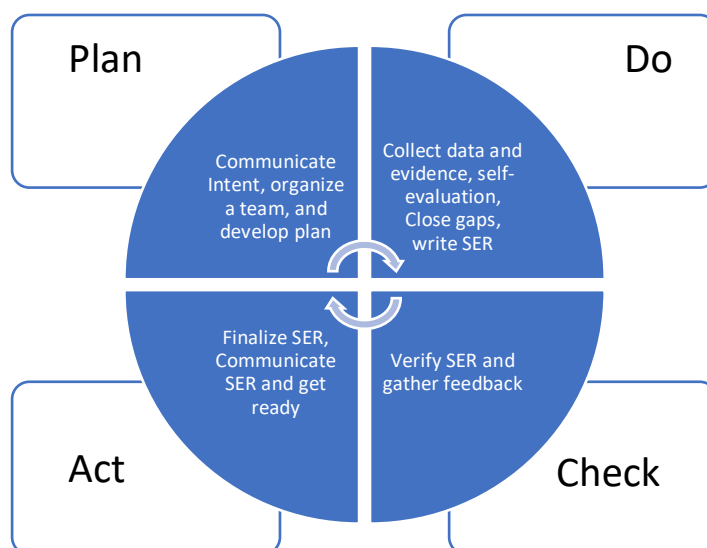 Plan
Do
Communicate
Intent, organize
a team, and
develop plan
Collect data and
evidence, self-
evaluation,
Close gaps,
write SER
Finalize SER,
Communicate
SER and get
ready
Verify SER and
gather feedback
Act
Check